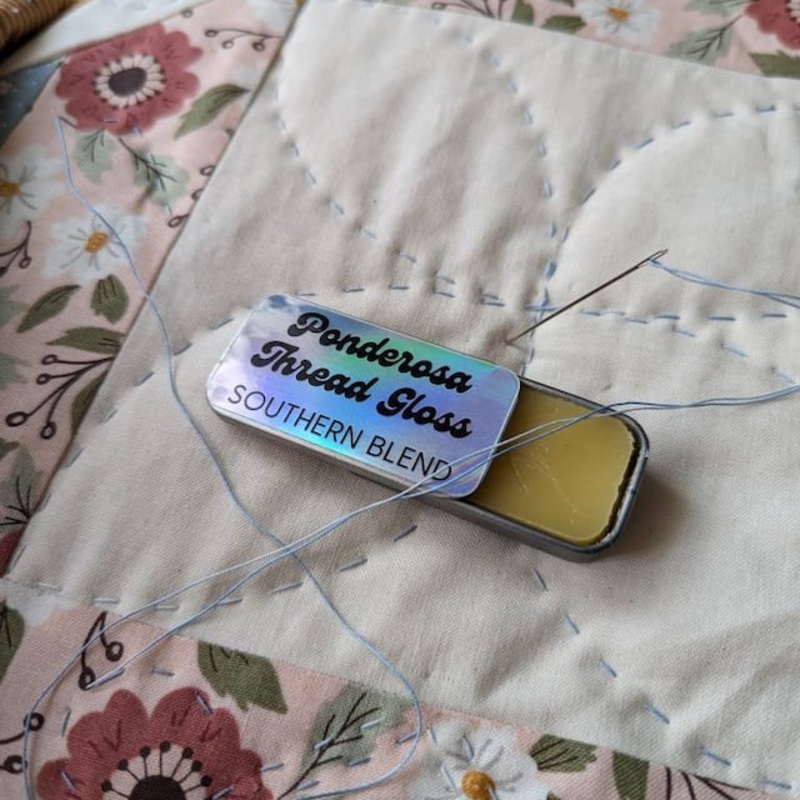 Ponderosa
Thread Gloss
SOUTHERN BLEND